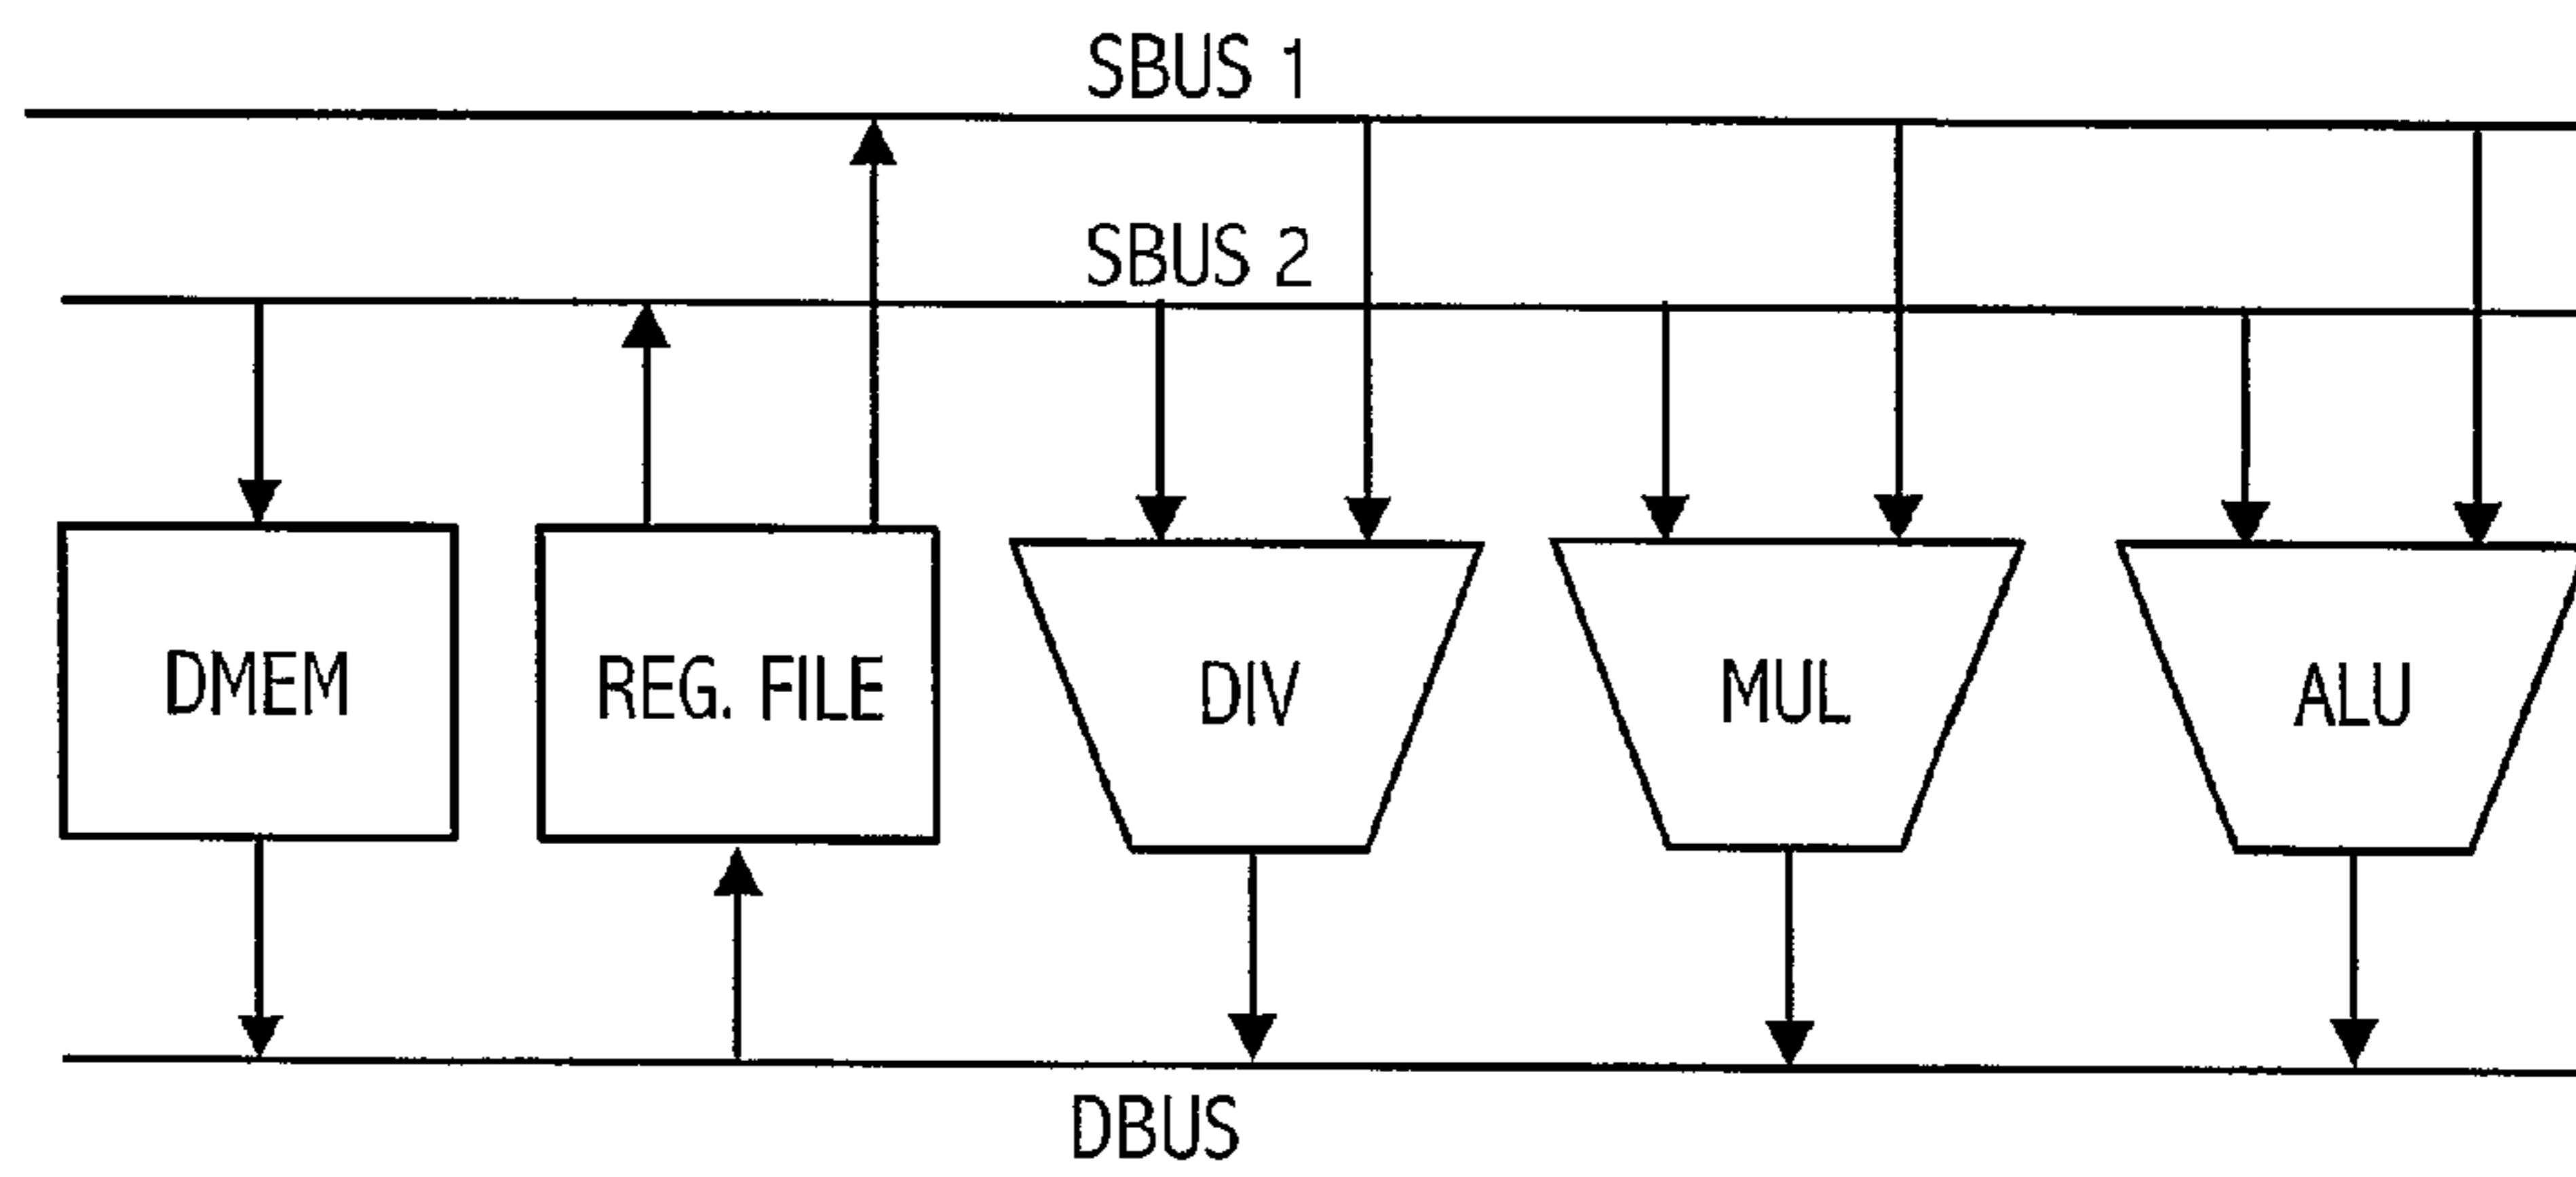 SBUS 1
SBUS 2
DMEM
REG. FILE
DIV
MUL
ALU
DBUS